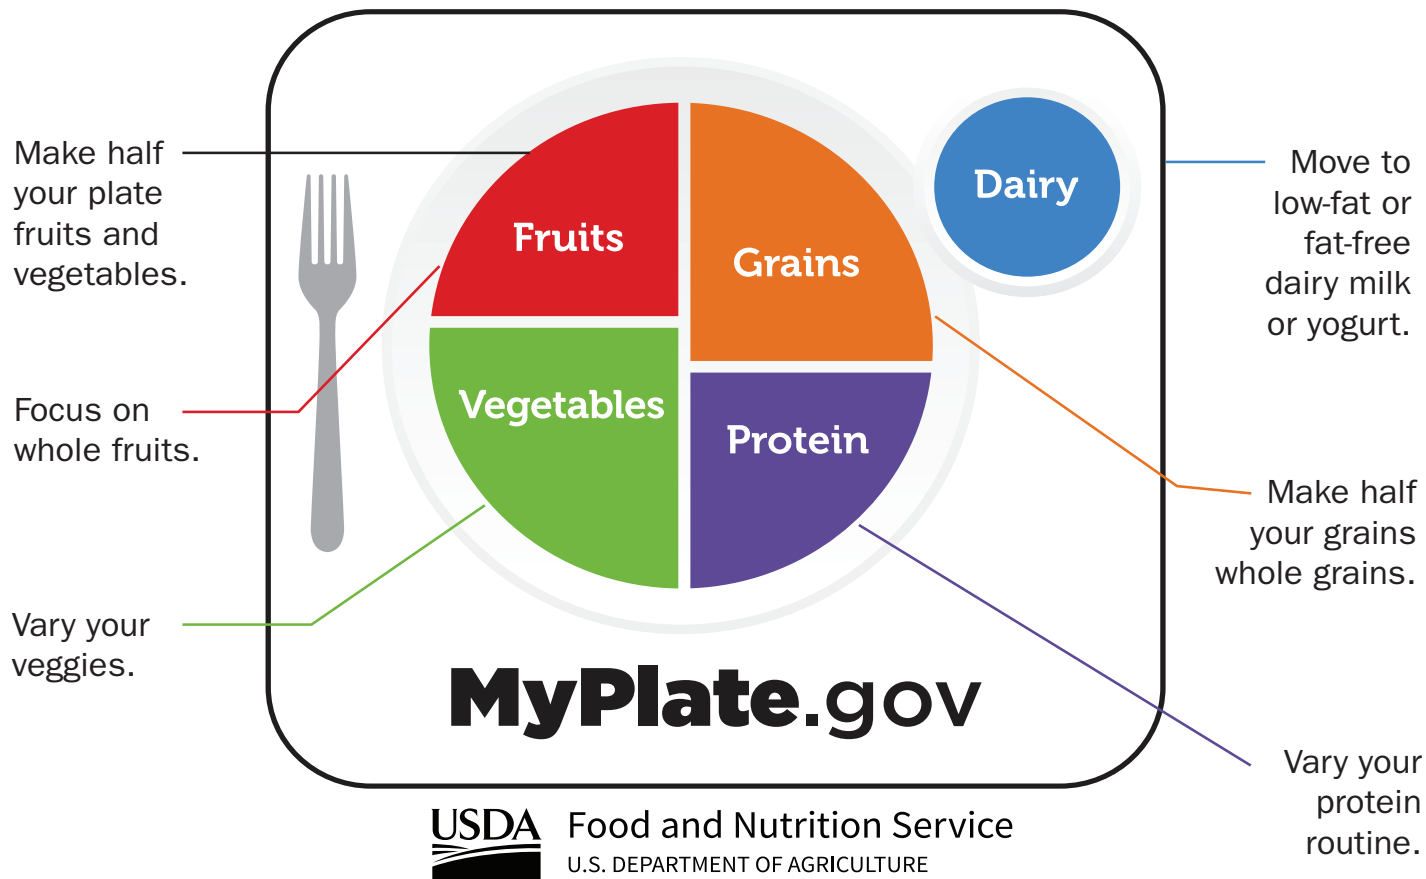 Make half
your plate
fruits and
vegetables.
Focus on
whole fruits.
Vary your
veggies.
Fruits
Grains
Vegetables
Protein
Dairy
Move to
low-fat or
fat-free
dairy milk
or yogurt.
Make half
your grains
whole grains.
Vary your
protein
routine.
MyPlate.gov
USDA
Food and Nutrition Service
U.S. DEPARTMENT OF AGRICULTURE